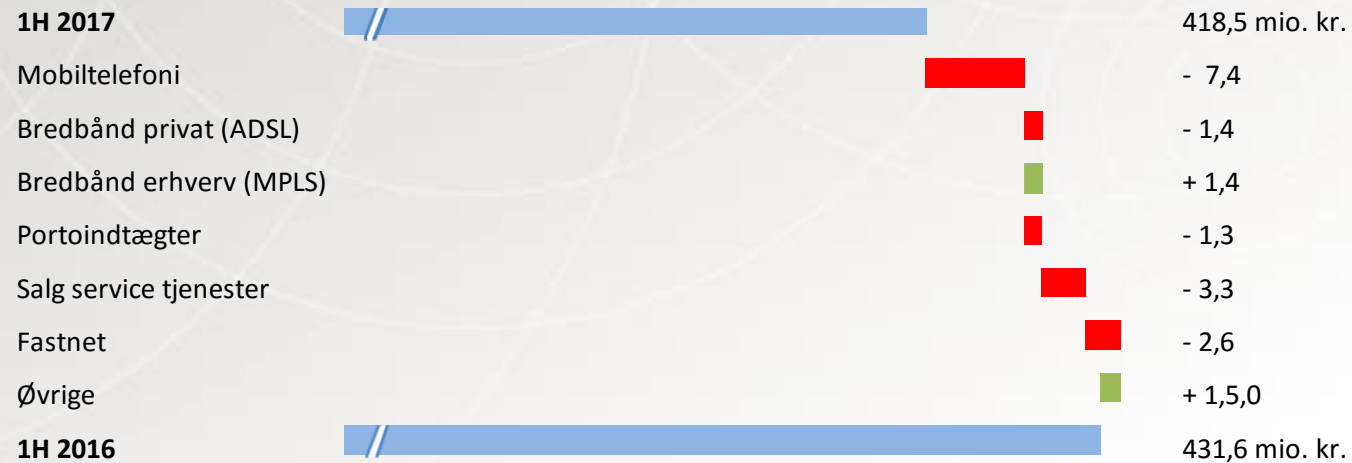 1H 2017 418,5 mio. kr.
Mobiltelefoni - 7,4
Bredbånd privat (ADSL) - 1,4
Bredbånd erhverv (MPLS) + 1,4
Portoindtægter - 1,3
Salg service tjenester - 3,3
Fastnet - 2,6
Øvrige + 1,5,0
1H 2016 431,6 mio. kr.